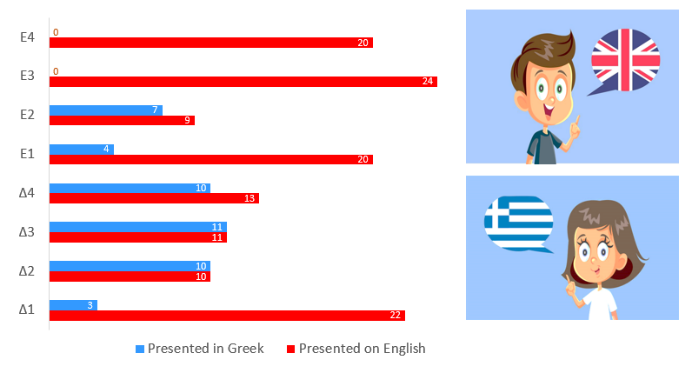 E4
0
20
E3
0
24
E2
7
9
E1
4
20
Δ4
10
13
Δ3
11
11
Δ2
10
10
Δ1
3
22
Presented in Greek
Presented on English